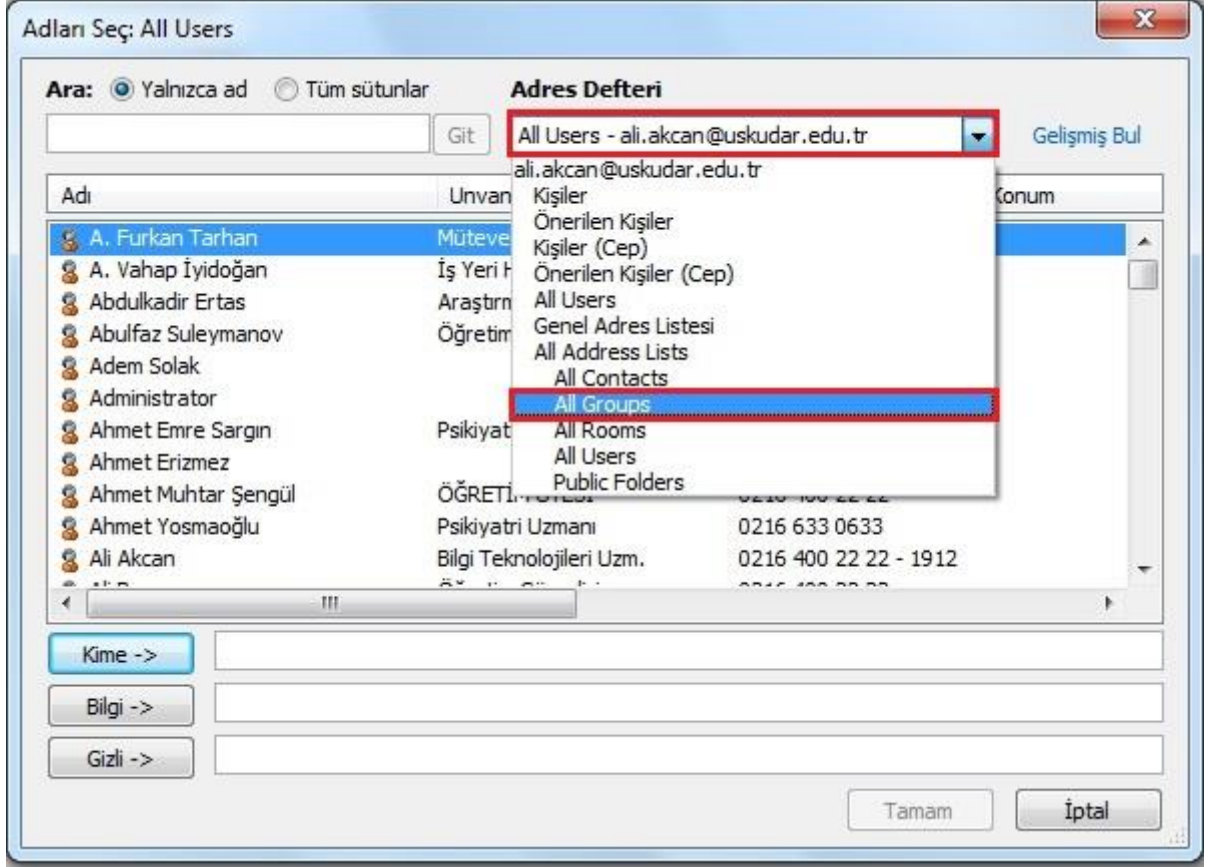 Adları Seç: All Users
Ara: Yalnızca ad Tüm sütunlar Adres Defteri
Git All Users - ali.akcan@uskudar.edu.tr Gelişmiş Bul
ali.akcan@uskudar.edu.tr
Kişiler
Önerilen Kişiler
Kişiler (Cep)
Önerilen Kişiler (Cep)
All Users
Genel Adres Listesi
All Address Lists
All Contacts
All Groups
All Rooms
All Users
Public Folders
Adı Unvan Konum
A. Furkan Tarhan Müteve
A. Vahap İyidoğan İş Yeri H
Abdulkadir Ertas Araştırm
Abulfaz Suleymanov Öğretim
Adem Solak
Administrator
Ahmet Emre Sargın Psikiyat
Ahmet Erizmez
Ahmet Muhtar Şengül
Ahmet Yosmaoğlu Psikiyatri Uzmanı 0216 633 0633
Ali Akcan Bilgi Teknolojileri Uzm. 0216 400 22 22 - 1912
Kime ->
Bilgi ->
Gizli ->
Tamam İptal